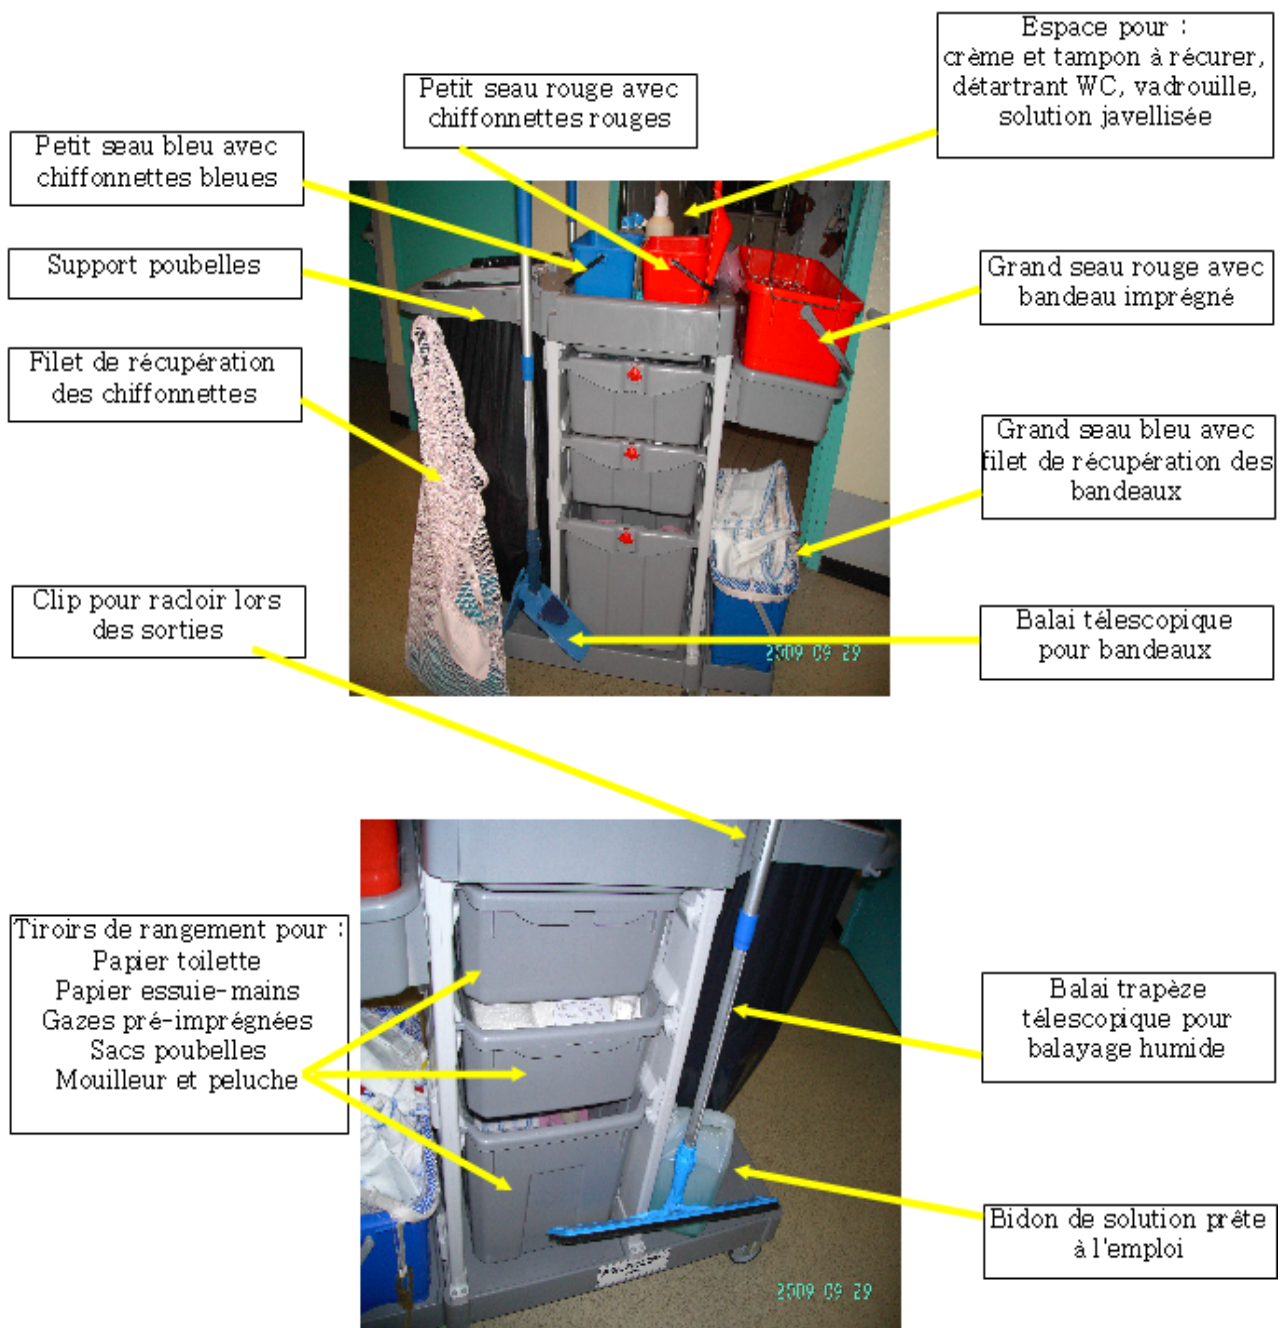 Espace pour :
crème et tampon à récurer,
détartrant WC, vadrouille,
solution javellisée
Petit seau rouge avec
chiffonnettes rouges
Petit seau bleu avec
chiffonnettes bleues
Support poubelles
Grand seau rouge avec
bandeau imprégné
Filet de récupération
des chiffonnettes
Grand seau bleu avec
filet de récupération des
bandeaux
Clip pour racloir lors
des sorties
Balai télescopique
pour bandeaux
2009 09 29
Tiroirs de rangement pour :
Papier toilette
Papier essuie-mains
Gazes pré-imprégnées
Sacs poubelles
Mouilleur et peluche
Balai trapèze
télescopique pour
balayage humide
Bidon de solution prête
à l'emploi
2009 09 29